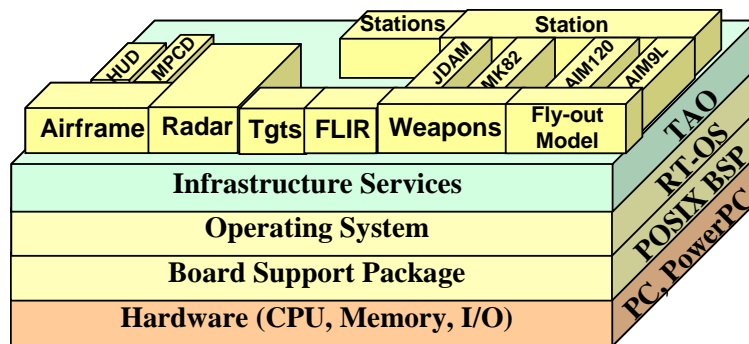 Stations
Station
HUD
MPCD
JDAM
MK82
AIM120
AIM9L
Airframe
Radar
Tgts
FLIR
Weapons
Fly-out
Model
Infrastructure Services
TAO
Operating System
RT-OS
Board Support Package
POSIX BSP
Hardware (CPU, Memory, I/O)
PC, PowerPC